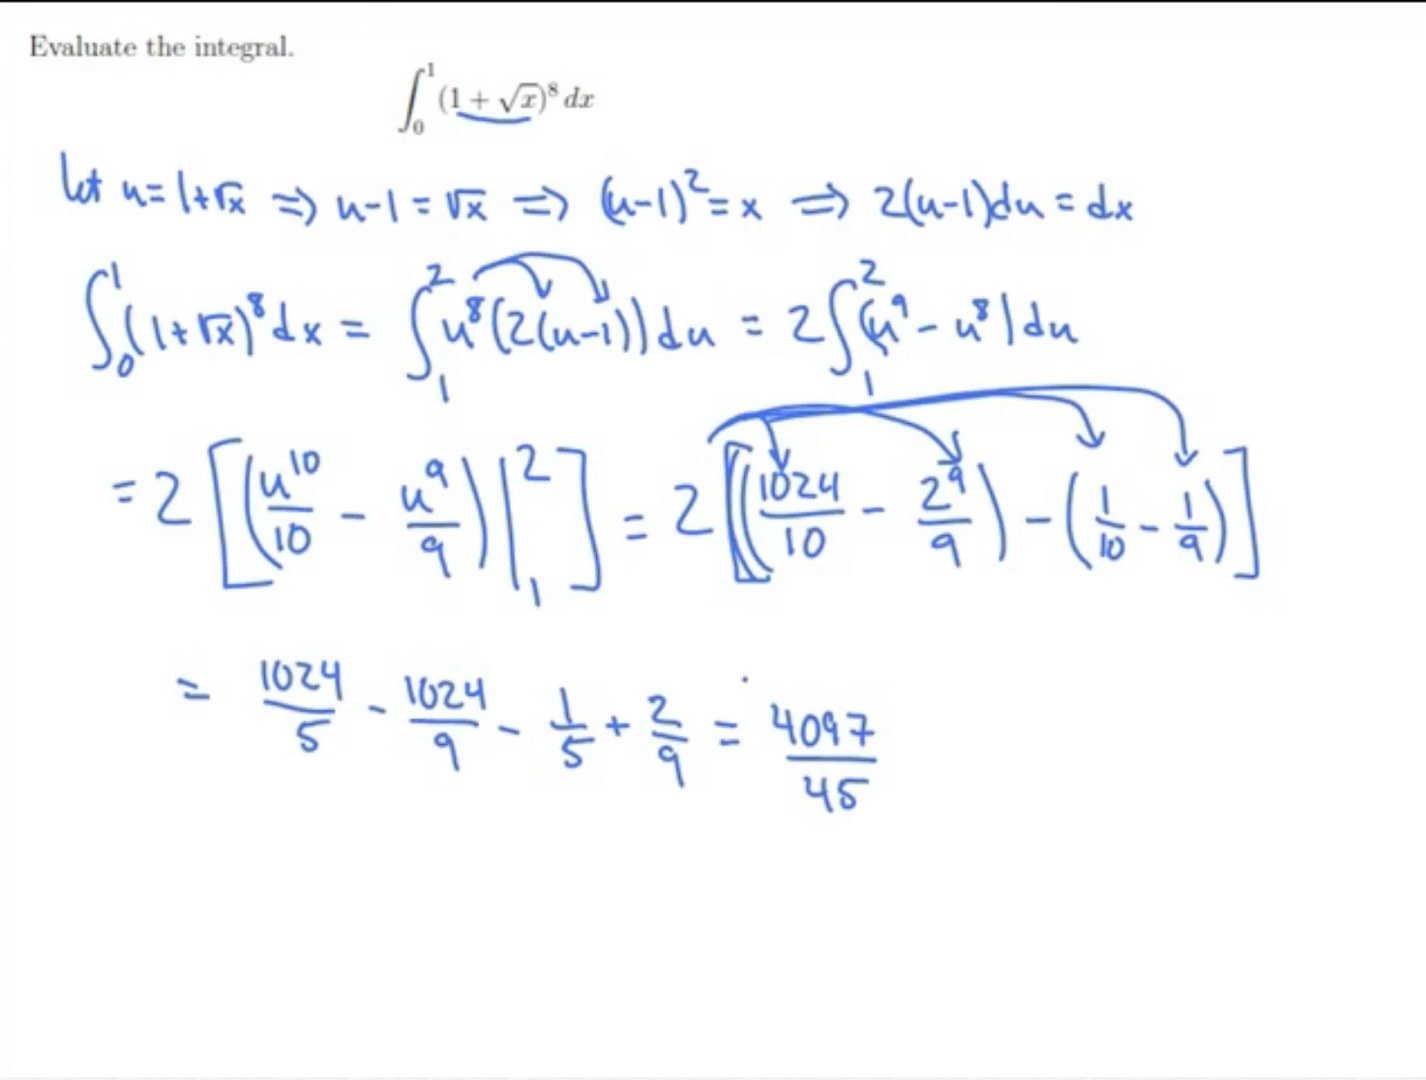 Evaluate the integral.
∫₀¹ (1 + √x)⁸ dx
let u = 1+√x ⇒ u-1 = √x ⇒ (u-1)² = x ⇒ 2(u-1)du = dx
∫₀¹ (1+√x)⁸ dx = ∫₁² u⁸(2(u-1))du = 2∫₁² (u⁹ - u⁸)du
= 2[(u¹⁰/10 - u⁹/9)|₁²] = 2[(1024/10 - 2⁹/9) - (1/10 - 1/9)]
= 1024/5 - 1024/9 - 1/5 + 2/9 = 4097/45